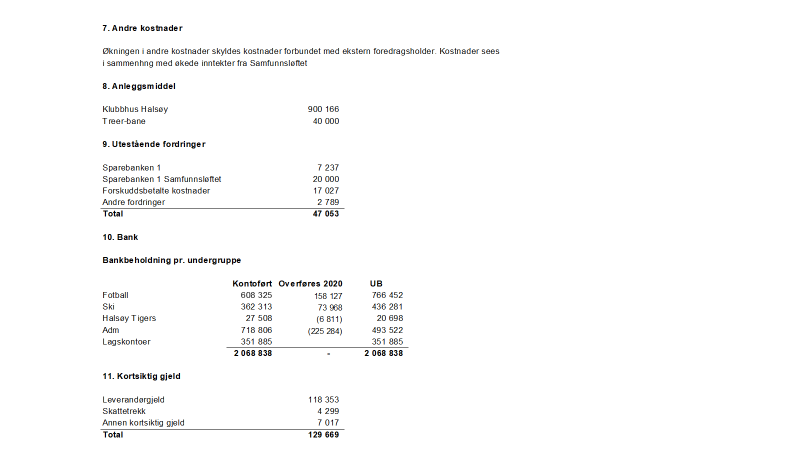 7. Andre kostnader
Økningen i andre kostnader skyldes kostnader forbundet med ekstern foredragsholder. Kostnader sees
i sammenhng med økede inntekter fra Samfunnsløftet
8. Anleggsmiddel
Klubbhus Halsøy 900 166
Treer-bane 40 000
9. Utestående fordringer
Sparebanken 1 7 237
Sparebanken 1 Samfunnsløftet 20 000
Forskuddsbetalte kostnader 17 027
Andre fordringer 2 789
Total 47 053
10. Bank
Bankbeholdning pr. undergruppe
Kontoført Overføres 2020 UB
Fotball 608 325 158 127 766 452
Ski 362 313 73 968 436 281
Halsøy Tigers 27 508 (6 811) 20 698
Adm 718 806 (225 284) 493 522
Lagskontoer 351 885 351 885
2 068 838 - 2 068 838
11. Kortsiktig gjeld
Leverandørgjeld 118 353
Skattetrekk 4 299
Annen kortsiktig gjeld 7 017
Total 129 669